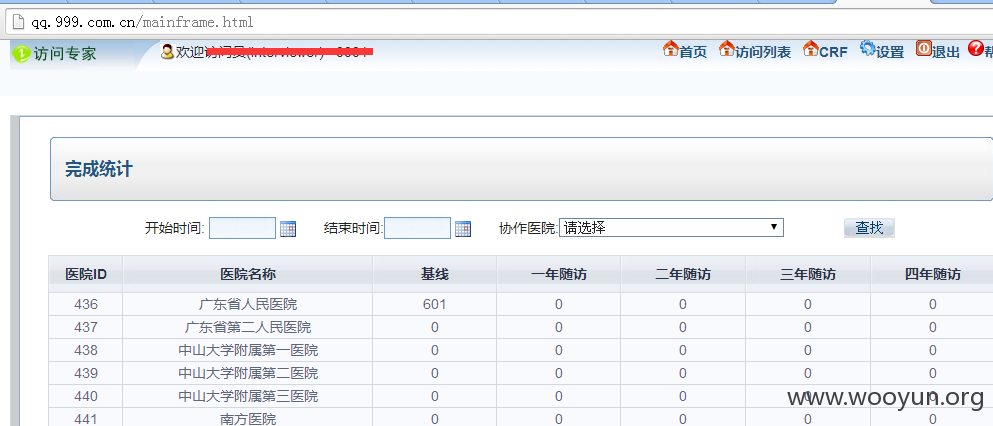 qq.999.com.cn/mainframe.html
访问专家 欢迎 首页 访问列表 CRF 设置 退出
完成统计
开始时间: 结束时间: 协作医院: 请选择 查找
医院ID 医院名称 基线 一年随访 二年随访 三年随访 四年随访
436 广东省人民医院 601 0 0 0 0
437 广东省第二人民医院 0 0 0 0 0
438 中山大学附属第一医院 0 0 0 0 0
439 中山大学附属第二医院 0 0 0 0 0
440 中山大学附属第三医院 0 0 0 0 0
441 南方医院 0 0 0 0 0
www.wooyun.org